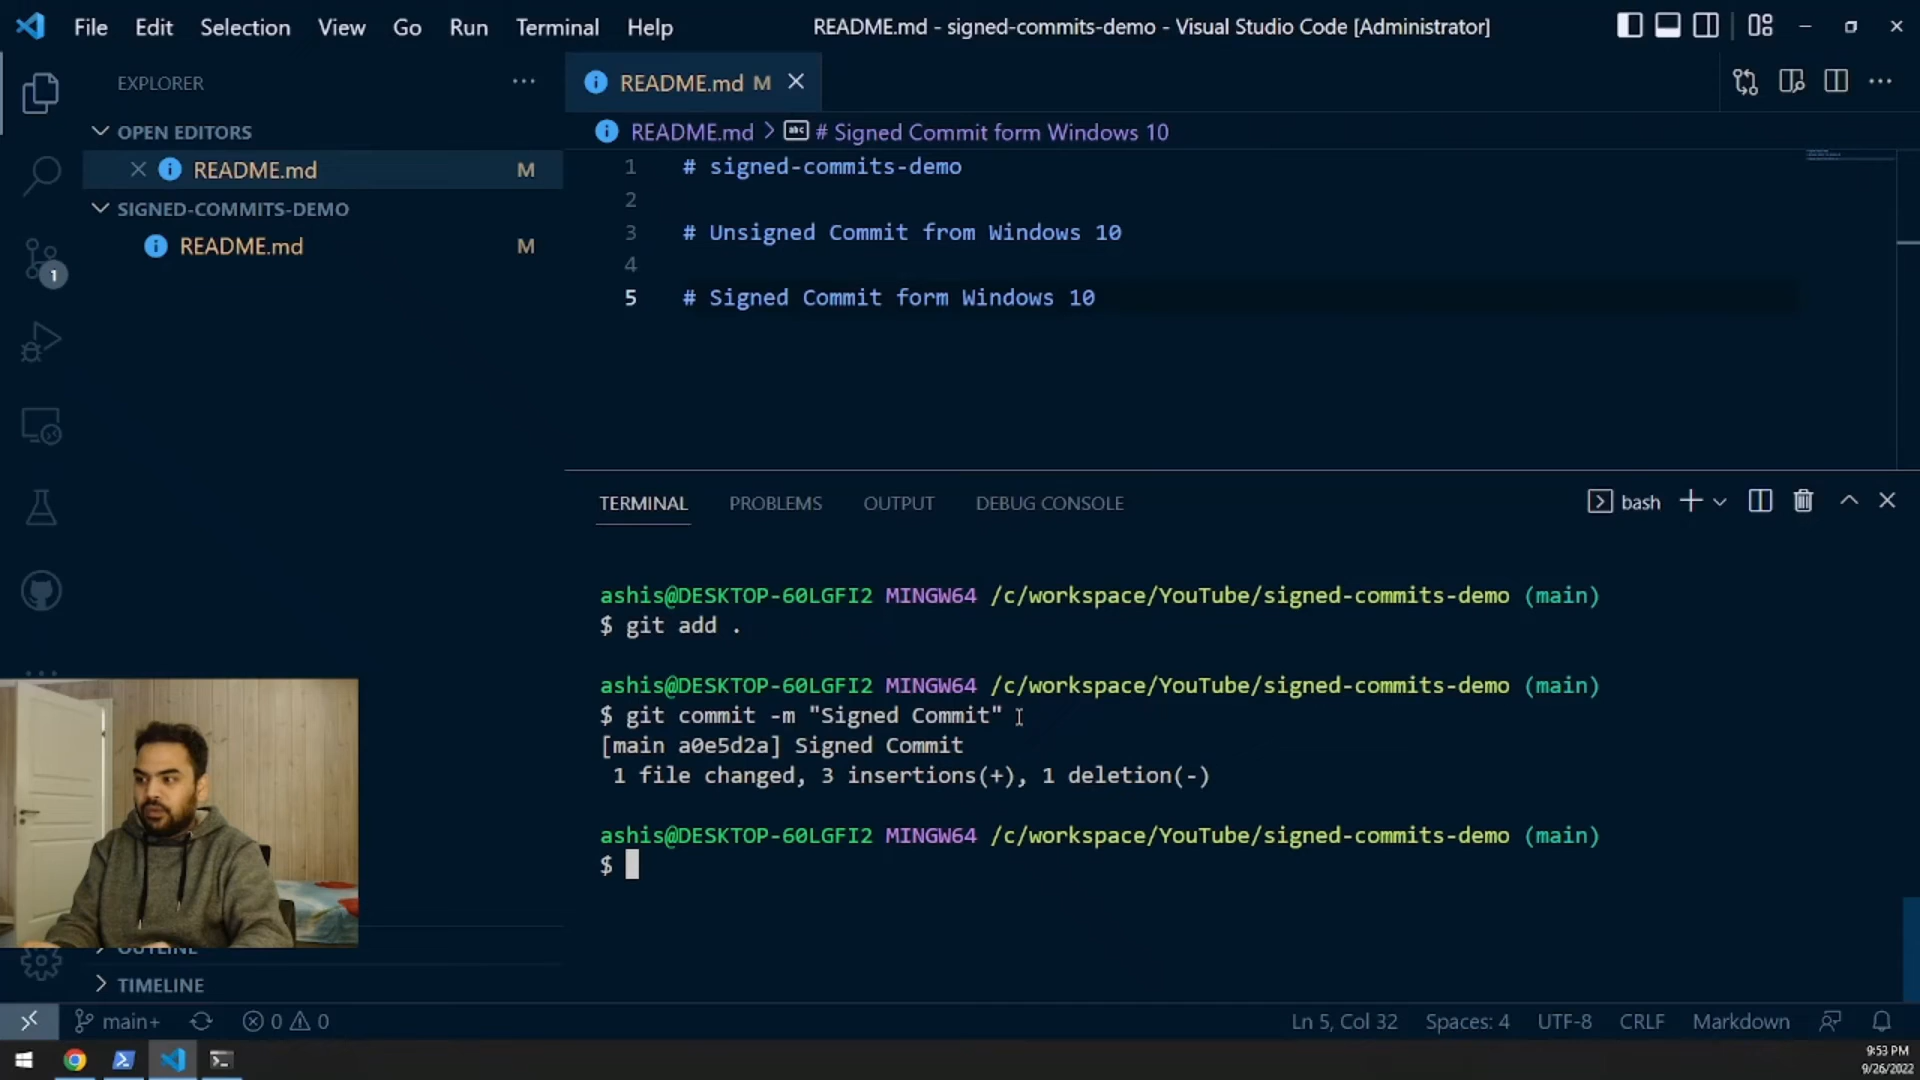 File Edit Selection View Go Run Terminal Help
README.md - signed-commits-demo - Visual Studio Code [Administrator]
EXPLORER
OPEN EDITORS
README.md M
SIGNED-COMMITS-DEMO
README.md M
1
OUTLINE
TIMELINE
README.md M
README.md > # Signed Commit form Windows 10
1 # signed-commits-demo
2
3 # Unsigned Commit from Windows 10
4
5 # Signed Commit form Windows 10
TERMINAL PROBLEMS OUTPUT DEBUG CONSOLE
bash
ashis@DESKTOP-60LGFI2 MINGW64 /c/workspace/YouTube/signed-commits-demo (main)
$ git add .
ashis@DESKTOP-60LGFI2 MINGW64 /c/workspace/YouTube/signed-commits-demo (main)
$ git commit -m "Signed Commit"
[main a0e5d2a] Signed Commit
1 file changed, 3 insertions(+), 1 deletion(-)
ashis@DESKTOP-60LGFI2 MINGW64 /c/workspace/YouTube/signed-commits-demo (main)
$
main+ 0 0
Ln 5, Col 32 Spaces: 4 UTF-8 CRLF Markdown
9:53 PM
9/26/2022